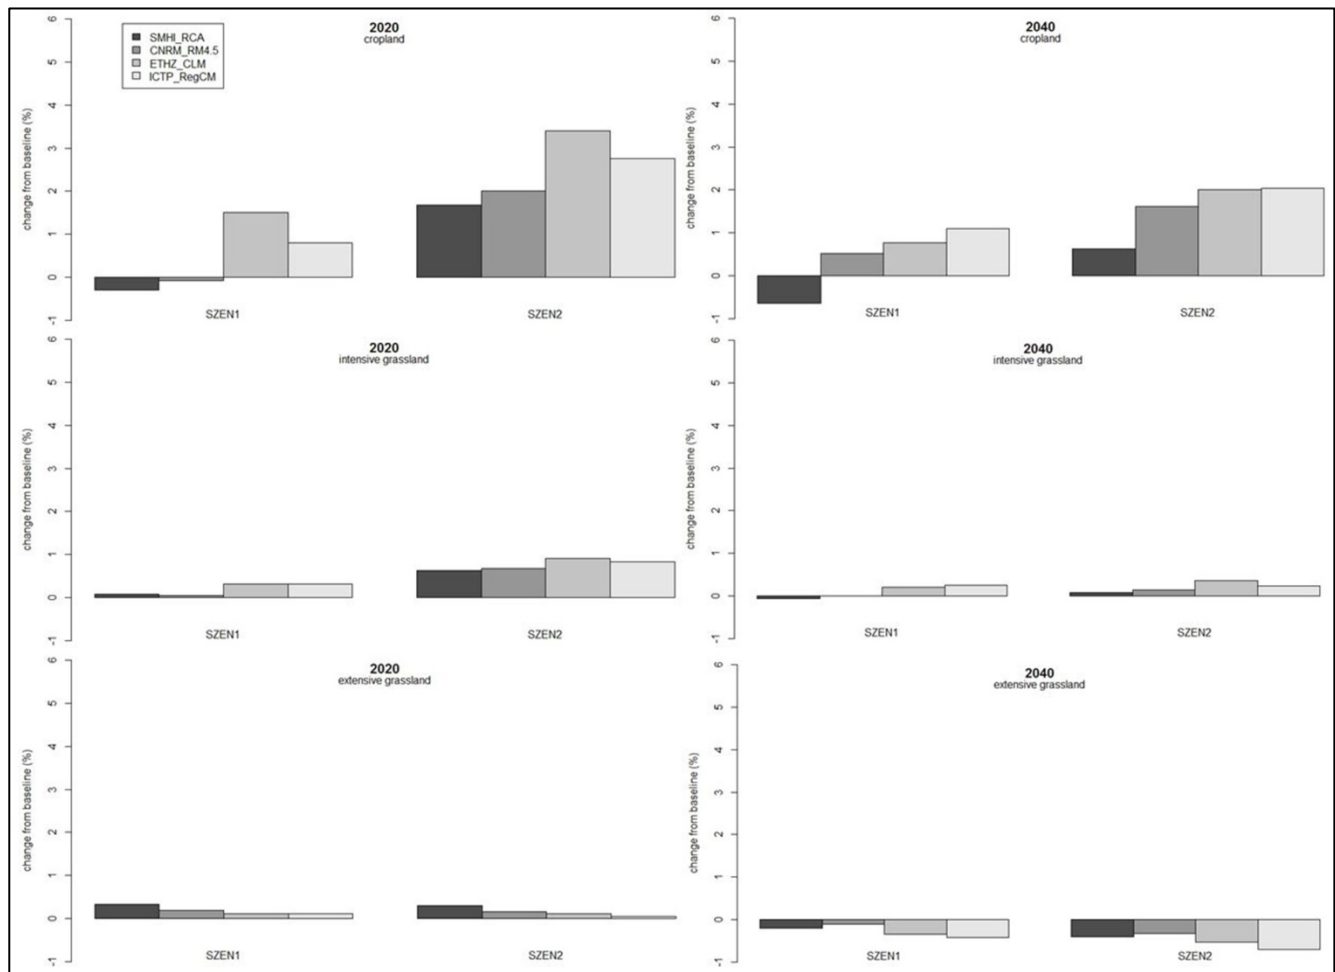 2020
cropland
SMHI_RCA
CNRM_RM4.5
ETHZ_CLM
ICTP_RegCM
change from baseline (%)
6
5
4
3
2
1
0
-1
SZEN1
SZEN2
2040
cropland
change from baseline (%)
6
5
4
3
2
1
0
-1
SZEN1
SZEN2
2020
intensive grassland
change from baseline (%)
6
5
4
3
2
1
0
-1
SZEN1
SZEN2
2040
intensive grassland
change from baseline (%)
6
5
4
3
2
1
0
-1
SZEN1
SZEN2
2020
extensive grassland
change from baseline (%)
6
5
4
3
2
1
0
-1
SZEN1
SZEN2
2040
extensive grassland
change from baseline (%)
6
5
4
3
2
1
0
-1
SZEN1
SZEN2